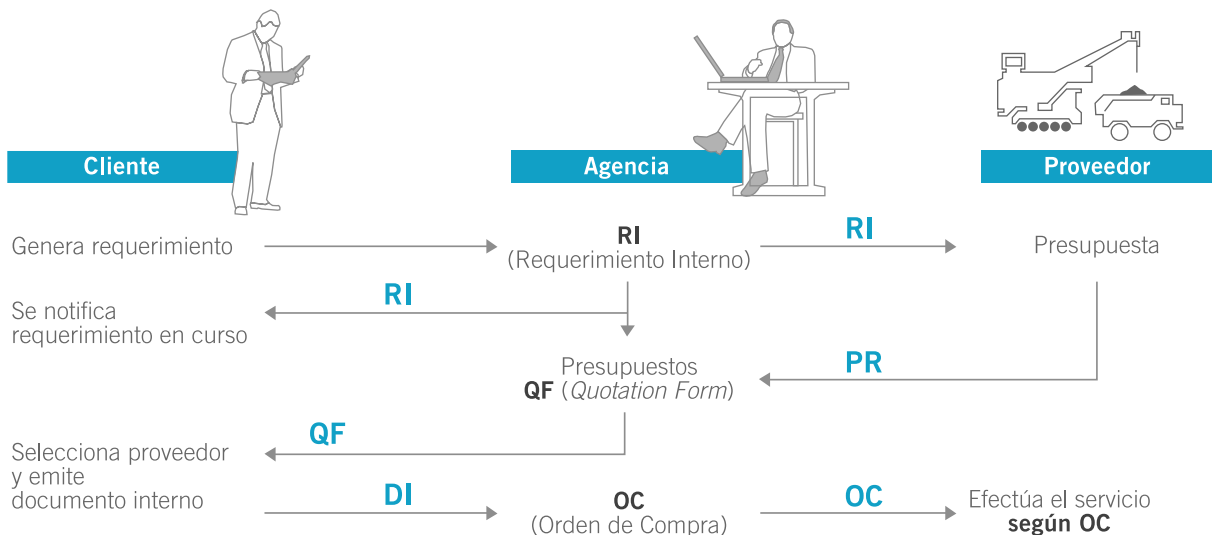 Cliente
Agencia
Proveedor
Genera requerimiento
RI
(Requerimiento Interno)
RI
Presupuesta
Se notifica
requerimiento en curso
RI
Presupuestos
QF (Quotation Form)
PR
Selecciona proveedor
y emite
documento interno
QF
DI
OC
(Orden de Compra)
OC
Efectúa el servicio
según OC